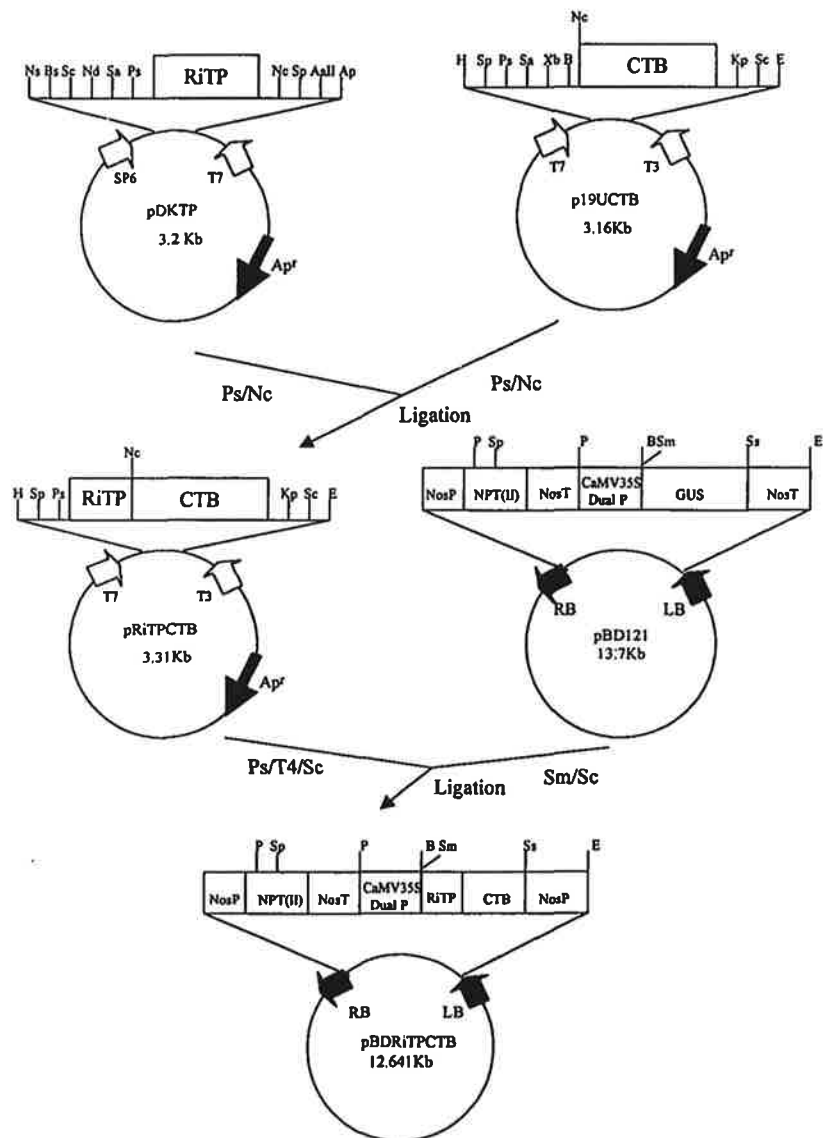 RiTP
Ns Bs Sc Nd Sa Ps Nc Sp AaII Ap
SP6 T7
pDKTP
3.2 Kb
Apr
Nc
CTB
H Sp Ps Sa Xb B Kp Sc E
T7 T3
p19UCTB
3.16Kb
Apr
Ps/Nc Ps/Nc
Ligation
Nc
H Sp Ps RiTP CTB Kp Sc E
T7 T3
pRiTPCTB
3.31Kb
Apr
P Sp P BSm Ss E
NosP NPT(II) NosT CaMV35S Dual P GUS NosT
RB LB
pBD121
13.7Kb
Ps/T4/Sc Sm/Sc
Ligation
P Sp P B Sm Ss E
NosP NPT(II) NosT CaMV35S Dual P RiTP CTB NosP
RB LB
pBDRiTPCTB
12.641Kb